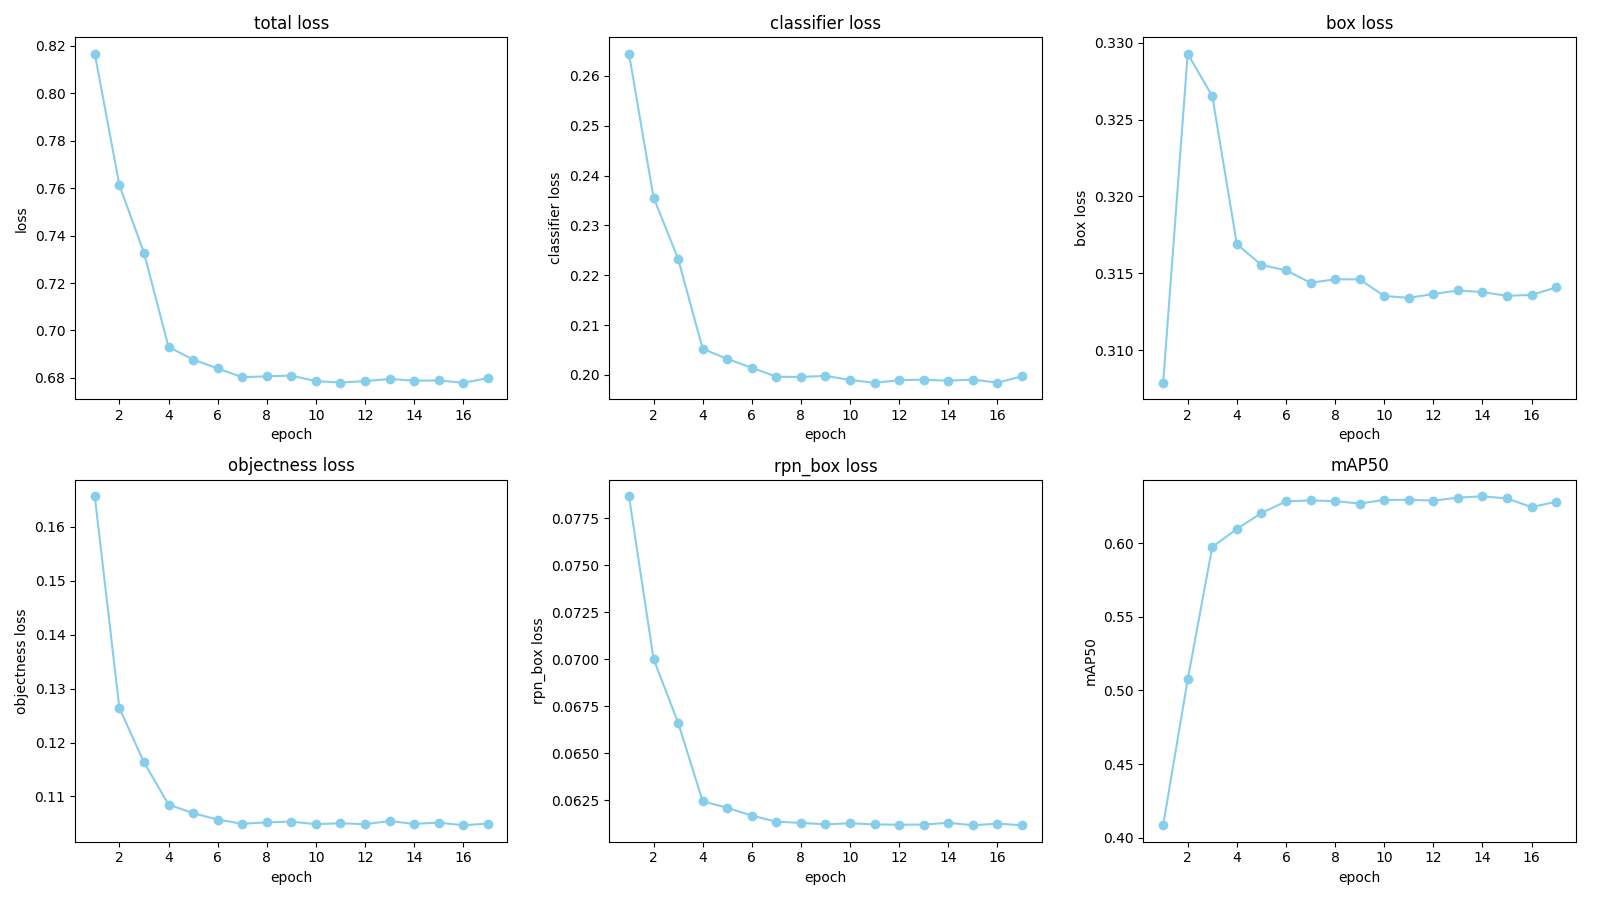 total loss
0.82
0.80
0.78
0.76
0.74
0.72
0.70
0.68
loss
2 4 6 8 10 12 14 16
epoch
classifier loss
0.26
0.25
0.24
0.23
0.22
0.21
0.20
classifier loss
2 4 6 8 10 12 14 16
epoch
box loss
0.330
0.325
0.320
0.315
0.310
box loss
2 4 6 8 10 12 14 16
epoch
objectness loss
0.16
0.15
0.14
0.13
0.12
0.11
objectness loss
2 4 6 8 10 12 14 16
epoch
rpn_box loss
0.0775
0.0750
0.0725
0.0700
0.0675
0.0650
0.0625
rpn_box loss
2 4 6 8 10 12 14 16
epoch
mAP50
0.60
0.55
0.50
0.45
0.40
mAP50
2 4 6 8 10 12 14 16
epoch